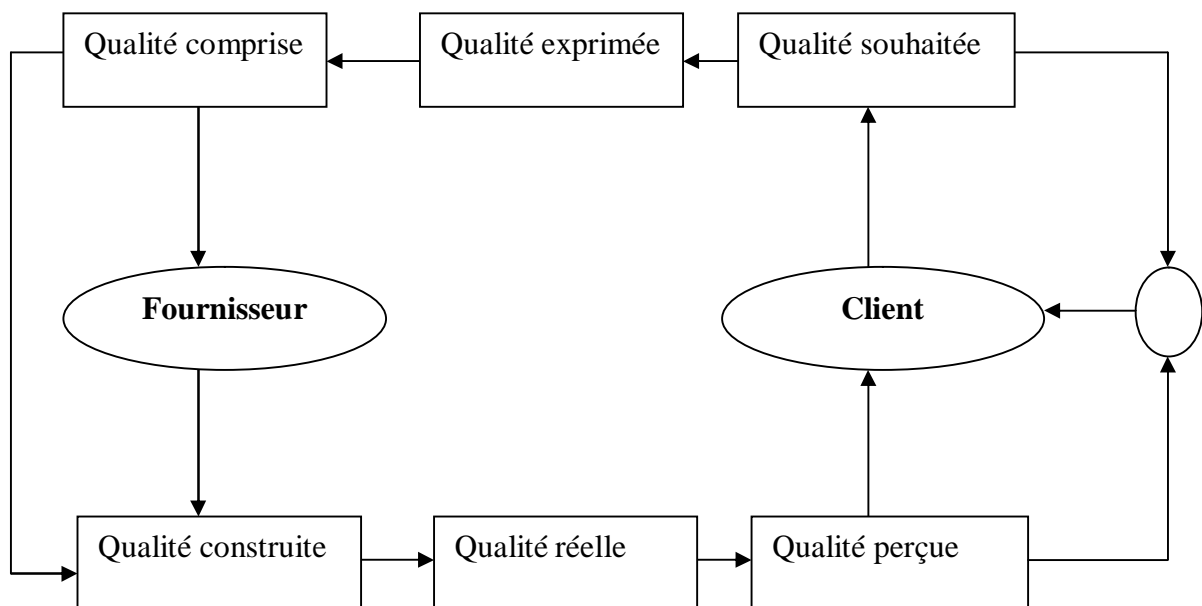 Qualité comprise
Qualité exprimée
Qualité souhaitée
Fournisseur
Client
Qualité construite
Qualité réelle
Qualité perçue